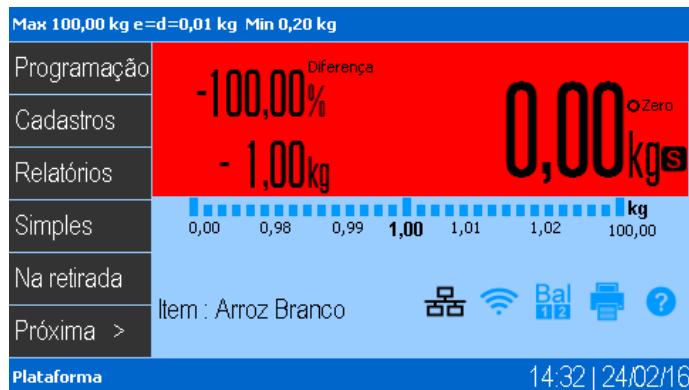 Max 100,00 kg e=d=0,01 kg Min 0,20 kg
Programação
Cadastros
Relatórios
Simples
Na retirada
Próxima >
Diferença
-100,00%
- 1,00kg
Zero
0,00kg S
kg
0,00 0,98 0,99 1,00 1,01 1,02 100,00
Item : Arroz Branco
Bal
1 2
?
Plataforma
14:32 | 24/02/16